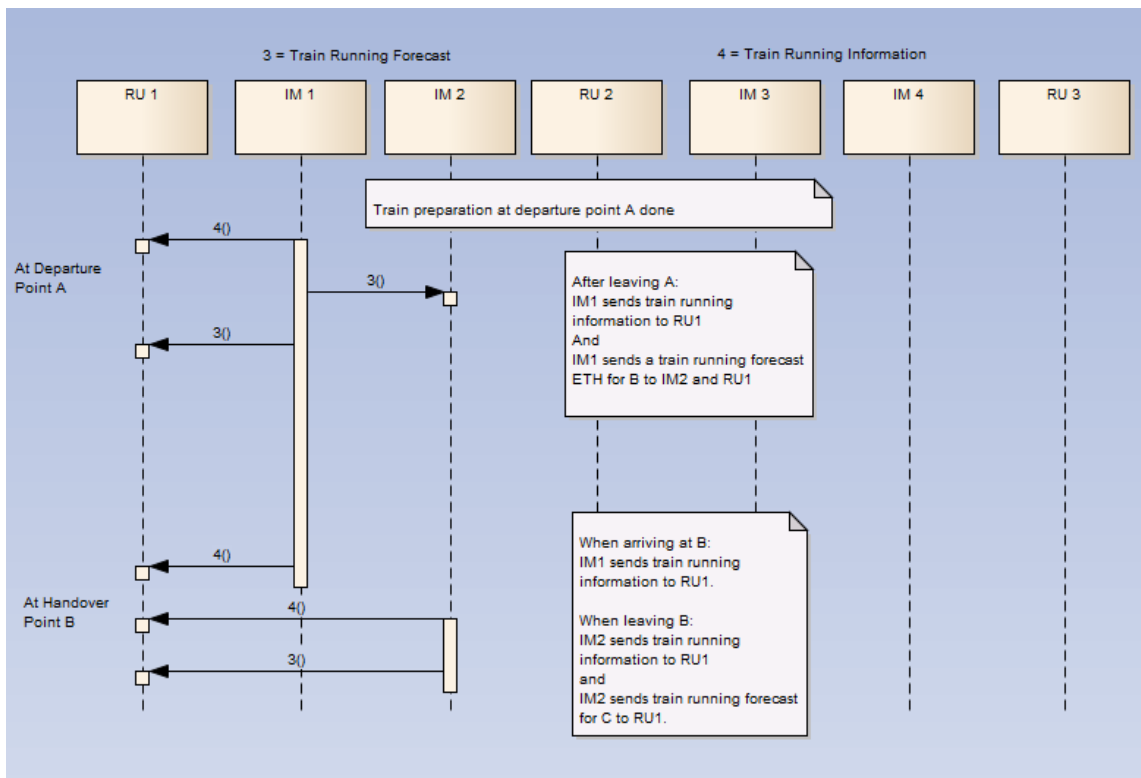 3 = Train Running Forecast
4 = Train Running Information
RU 1
IM 1
IM 2
RU 2
IM 3
IM 4
RU 3
Train preparation at departure point A done
4()
At Departure
Point A
3()
3()
After leaving A:
IM1 sends train running
information to RU1
And
IM1 sends a train running forecast
ETH for B to IM2 and RU1
4()
At Handover
Point B
4()
3()
When arriving at B:
IM1 sends train running
information to RU1.
When leaving B:
IM2 sends train running
information to RU1
and
IM2 sends train running forecast
for C to RU1.